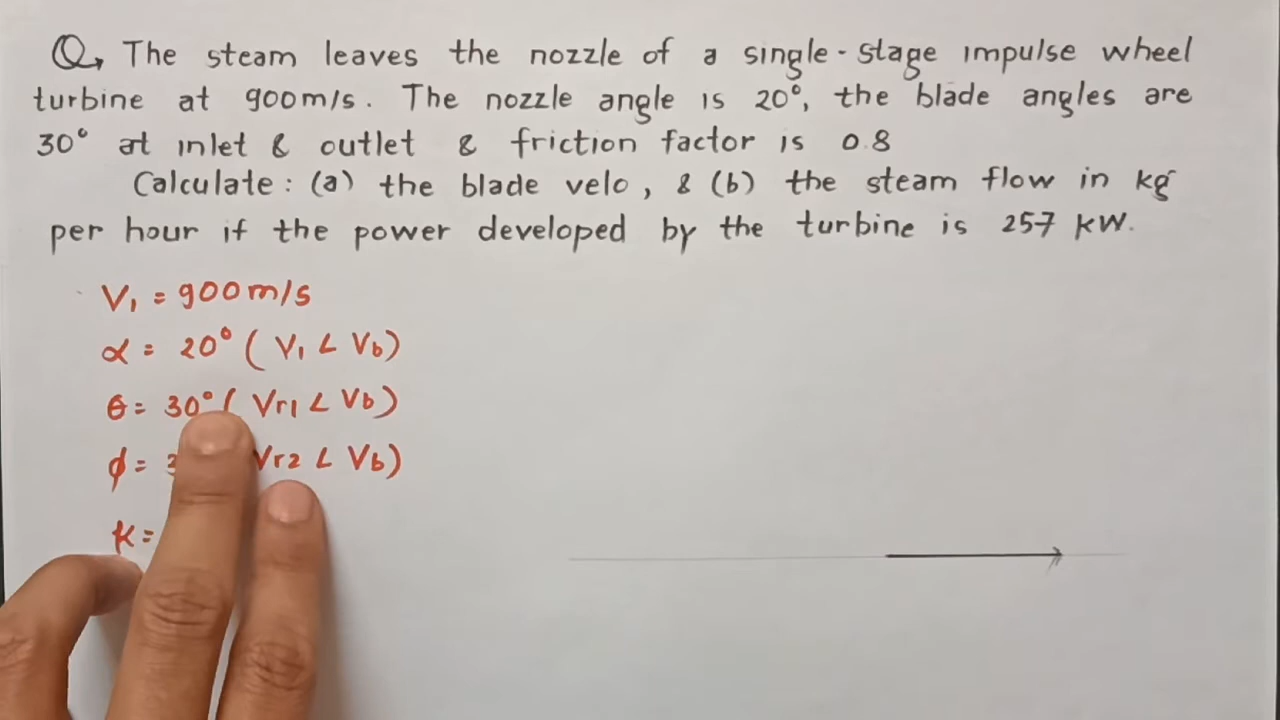 Q, The steam leaves the nozzle of a single-stage impulse wheel
turbine at 900m/s. The nozzle angle is 20°, the blade angles are
30° at inlet & outlet & friction factor is 0.8
Calculate: (a) the blade velo, & (b) the steam flow in kg
per hour if the power developed by the turbine is 257 kW.
V₁ = 900m/s
α = 20° ( V₁ ∠ Vb)
θ = 30° ( Vr1 ∠ Vb)
ϕ = Vr2 ∠ Vb)
K =